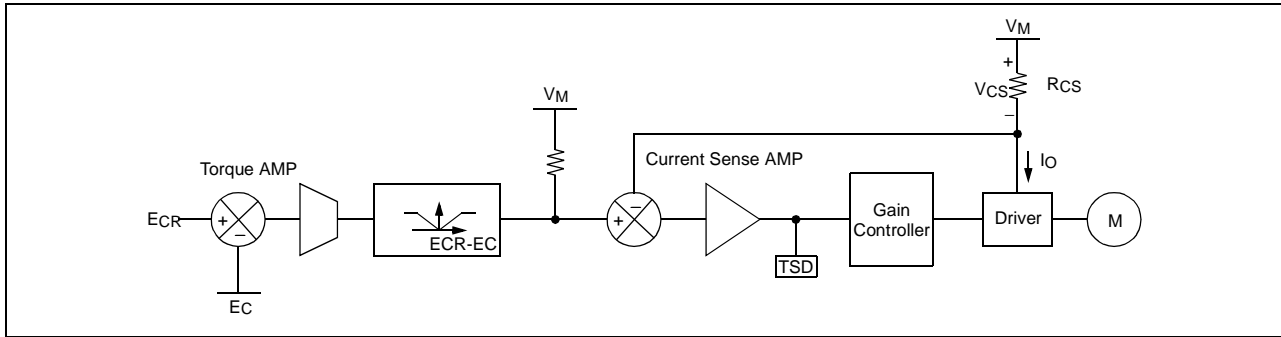 VM
+
VCS
RCS
–
VM
Torque AMP
Current Sense AMP
IO
ECR
+
–
ECR-EC
+
–
Gain
Controller
Driver
M
TSD
EC